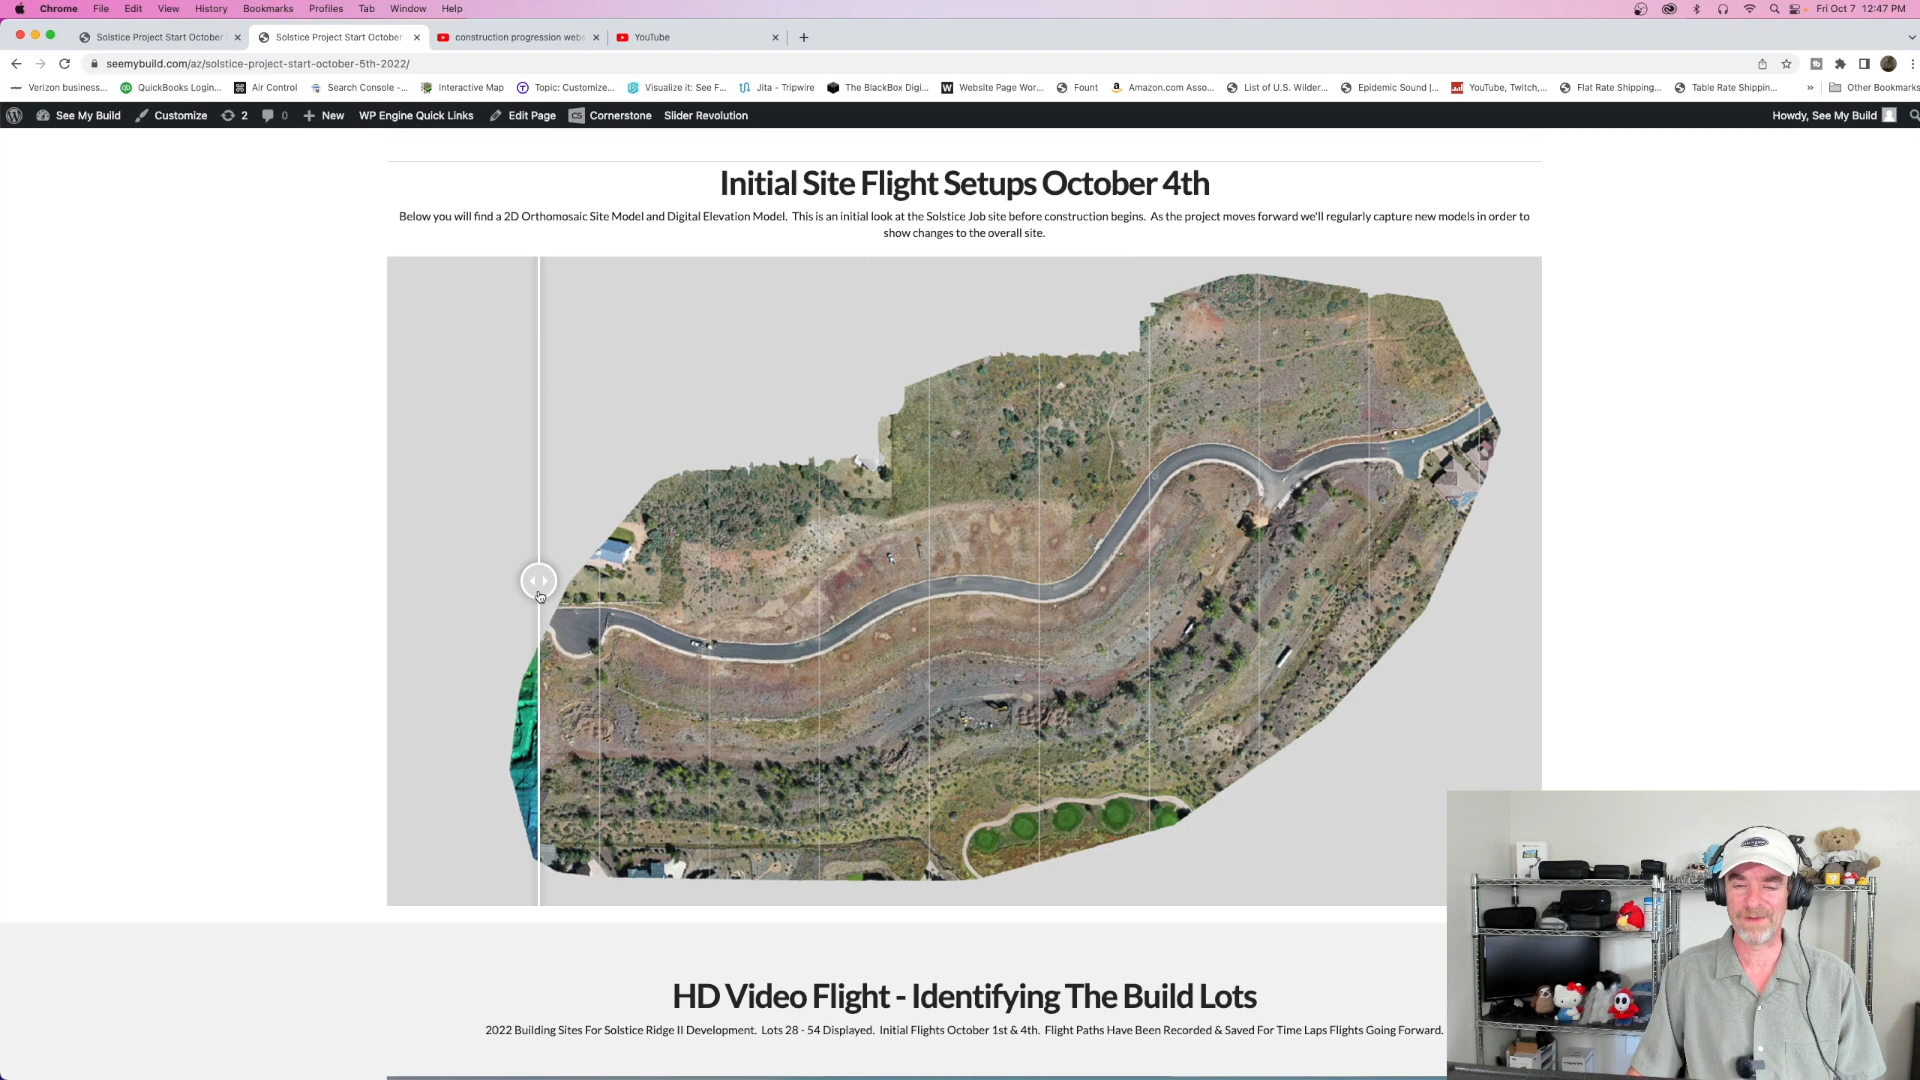 Chrome File Edit View History Bookmarks Profiles Tab Window Help Fri Oct 7 12:47 PM
Solstice Project Start October Solstice Project Start October construction progression webs YouTube
seemybuild.com/az/solstice-project-start-october-5th-2022/
Verizon business... QuickBooks Login... Air Control Search Console -... Interactive Map Topic: Customize... Visualize it: See F... Jita - Tripwire The BlackBox Digi... Website Page Wor... Fount Amazon.com Asso... List of U.S. Wilder... Epidemic Sound |... YouTube, Twitch,... Flat Rate Shipping... Table Rate Shippin... » Other Bookmarks
See My Build Customize 2 0 New WP Engine Quick Links Edit Page CS Cornerstone Slider Revolution Howdy, See My Build
Initial Site Flight Setups October 4th
Below you will find a 2D Orthomosaic Site Model and Digital Elevation Model. This is an initial look at the Solstice Job site before construction begins. As the project moves forward we'll regularly capture new models in order to
show changes to the overall site.
HD Video Flight - Identifying The Build Lots
2022 Building Sites For Solstice Ridge II Development. Lots 28 - 54 Displayed. Initial Flights October 1st & 4th. Flight Paths Have Been Recorded & Saved For Time Laps Flights Going Forward.